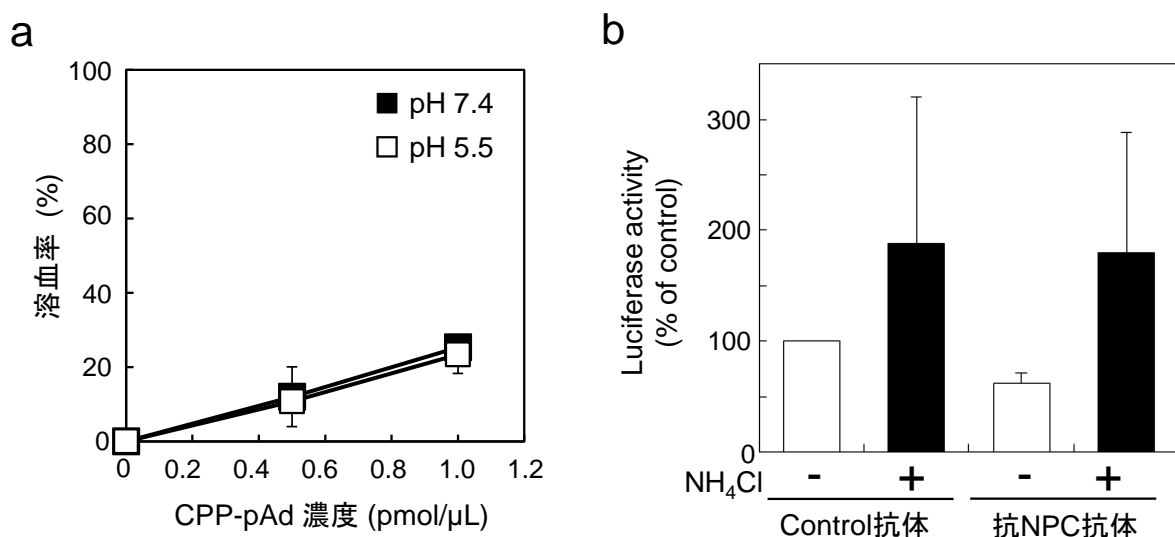 a
100
80
60
40
20
0
溶血率 (%)
pH 7.4
pH 5.5
0 0.2 0.4 0.6 0.8 1.0 1.2
CPP-pAd 濃度 (pmol/μL)
b
300
200
100
0
Luciferase activity
(% of control)
NH₄Cl - + - +
Control抗体 抗NPC抗体